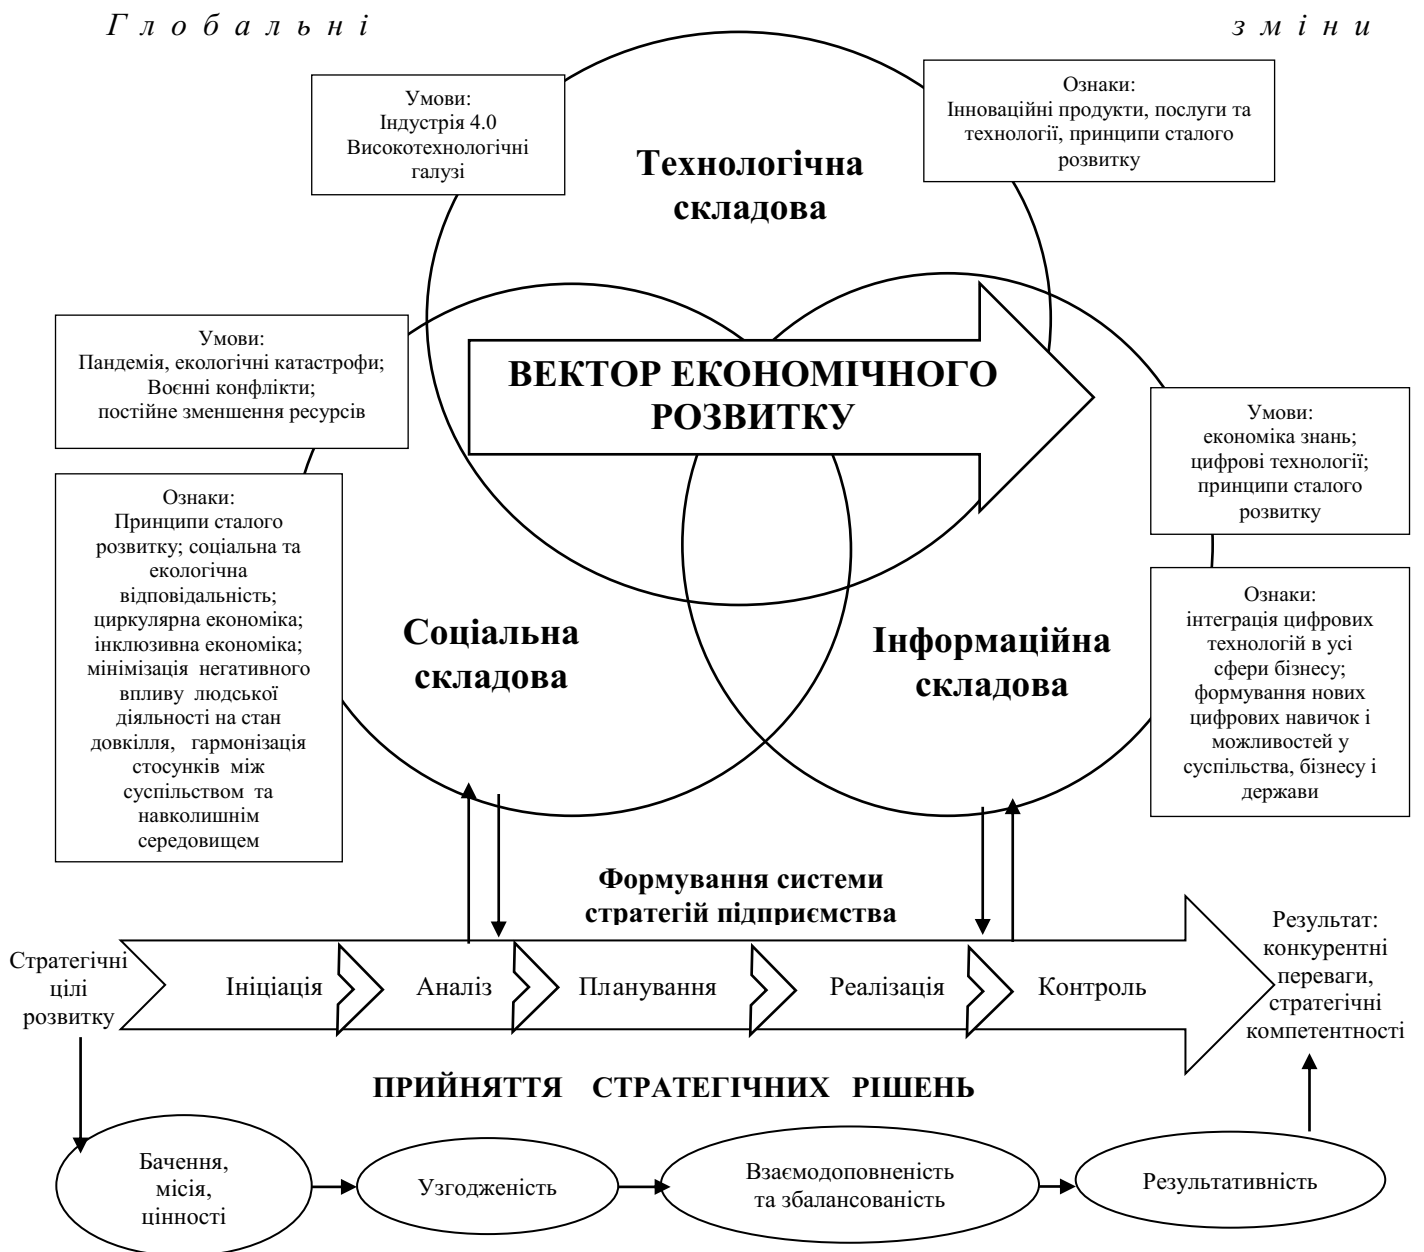 Глобальні зміни
Умови:
Індустрія 4.0
Високотехнологічні
галузі
Ознаки:
Інноваційні продукти, послуги та
технології, принципи сталого
розвитку
Технологічна
складова
Умови:
Пандемія, екологічні катастрофи;
Воєнні конфлікти;
постійне зменшення ресурсів
ВЕКТОР ЕКОНОМІЧНОГО
РОЗВИТКУ
Умови:
економіка знань;
цифрові технології;
принципи сталого
розвитку
Ознаки:
Принципи сталого
розвитку; соціальна та
екологічна
відповідальність;
циркулярна економіка;
інклюзивна економіка;
мінімізація негативного
впливу людської
діяльності на стан
довкілля, гармонізація
стосунків між
суспільством та
навколишнім
середовищем
Соціальна
складова
Інформаційна
складова
Ознаки:
інтеграція цифрових
технологій в усі
сфери бізнесу;
формування нових
цифрових навичок і
можливостей у
суспільства, бізнесу і
держави
Формування системи
стратегій підприємства
Стратегічні
цілі
розвитку
Ініціація
Аналіз
Планування
Реалізація
Контроль
Результат:
конкурентні
переваги,
стратегічні
компетентності
ПРИЙНЯТТЯ СТРАТЕГІЧНИХ РІШЕНЬ
Бачення,
місія,
цінності
Узгодженість
Взаємодоповненість
та збалансованість
Результативність